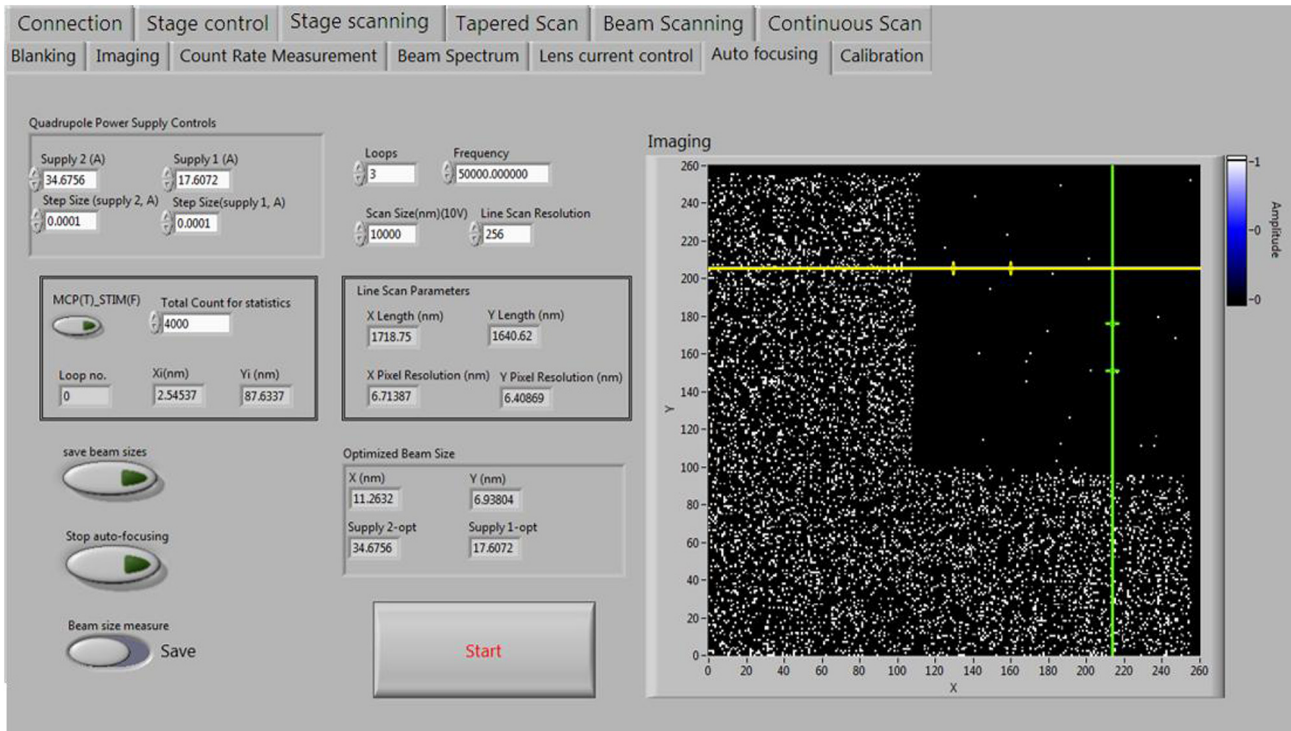 Connection Stage control Stage scanning Tapered Scan Beam Scanning Continuous Scan
Blanking Imaging Count Rate Measurement Beam Spectrum Lens current control Auto focusing Calibration
Quadrupole Power Supply Controls
Supply 2 (A) Supply 1 (A)
34.6756 17.6072
Step Size (supply 2, A) Step Size(supply 1, A)
0.0001 0.0001
Loops Frequency
3 50000.000000
Scan Size(nm)(10V) Line Scan Resolution
10000 256
MCP(T)_STIM(F) Total Count for statistics
4000
Loop no. Xi(nm) Yi (nm)
0 2.54537 87.6337
Line Scan Parameters
X Length (nm) Y Length (nm)
1718.75 1640.62
X Pixel Resolution (nm) Y Pixel Resolution (nm)
6.71387 6.40869
save beam sizes
Stop auto-focusing
Beam size measure
Save
Optimized Beam Size
X (nm) Y (nm)
11.2632 6.93804
Supply 2-opt Supply 1-opt
34.6756 17.6072
Start
Imaging
260
240
220
200
180
160
140
120
100
80
60
40
20
0
Y
0 20 40 60 80 100 120 140 160 180 200 220 240 260
X
-1
-0
-0
Amplitude